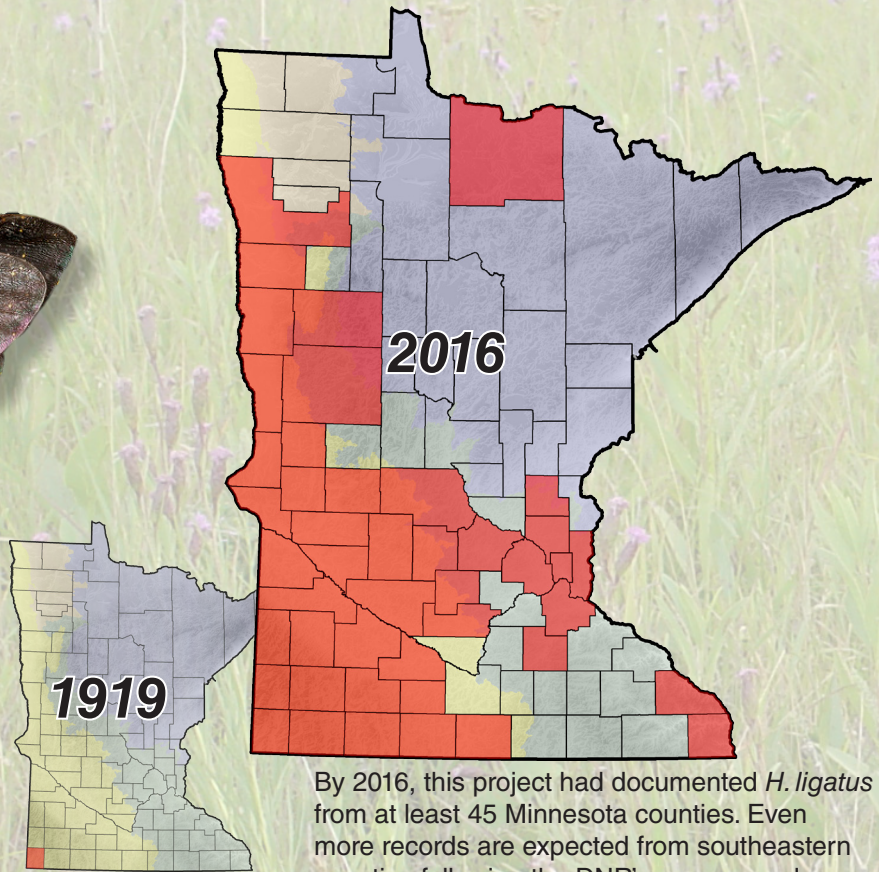 2016
1919
By 2016, this project had documented H. ligatus
from at least 45 Minnesota counties. Even
more records are expected from southeastern